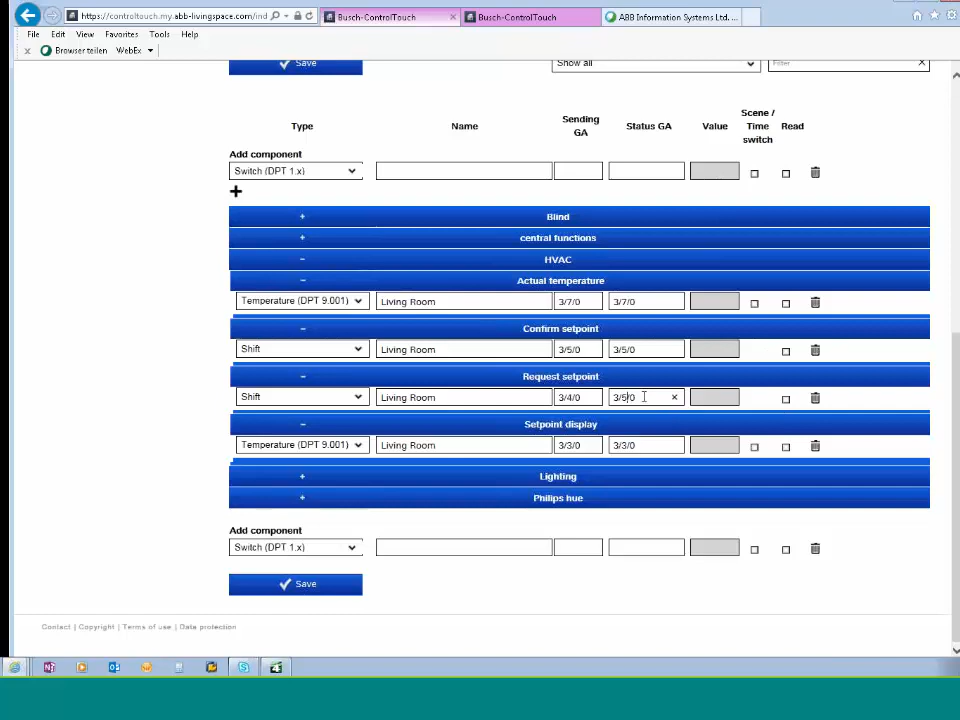 https://controltouch.my.abb-livingspace.com/ind
Busch-ControlTouch
Busch-ControlTouch
ABB Information Systems Ltd, ...
File Edit View Favorites Tools Help
x Browser teilen WebEx
Save
Show all
Filter
Type Name Sending GA Status GA Value Scene / Time switch Read
Add component
Switch (DPT 1.x)
+ Blind
+ central functions
- HVAC
- Actual temperature
Temperature (DPT 9.001) Living Room 3/7/0 3/7/0
- Confirm setpoint
Shift Living Room 3/5/0 3/5/0
- Request setpoint
Shift Living Room 3/4/0 3/5/0
- Setpoint display
Temperature (DPT 9.001) Living Room 3/3/0 3/3/0
+ Lighting
+ Philips hue
Add component
Switch (DPT 1.x)
Save
Contact | Copyright | Terms of use | Data protection